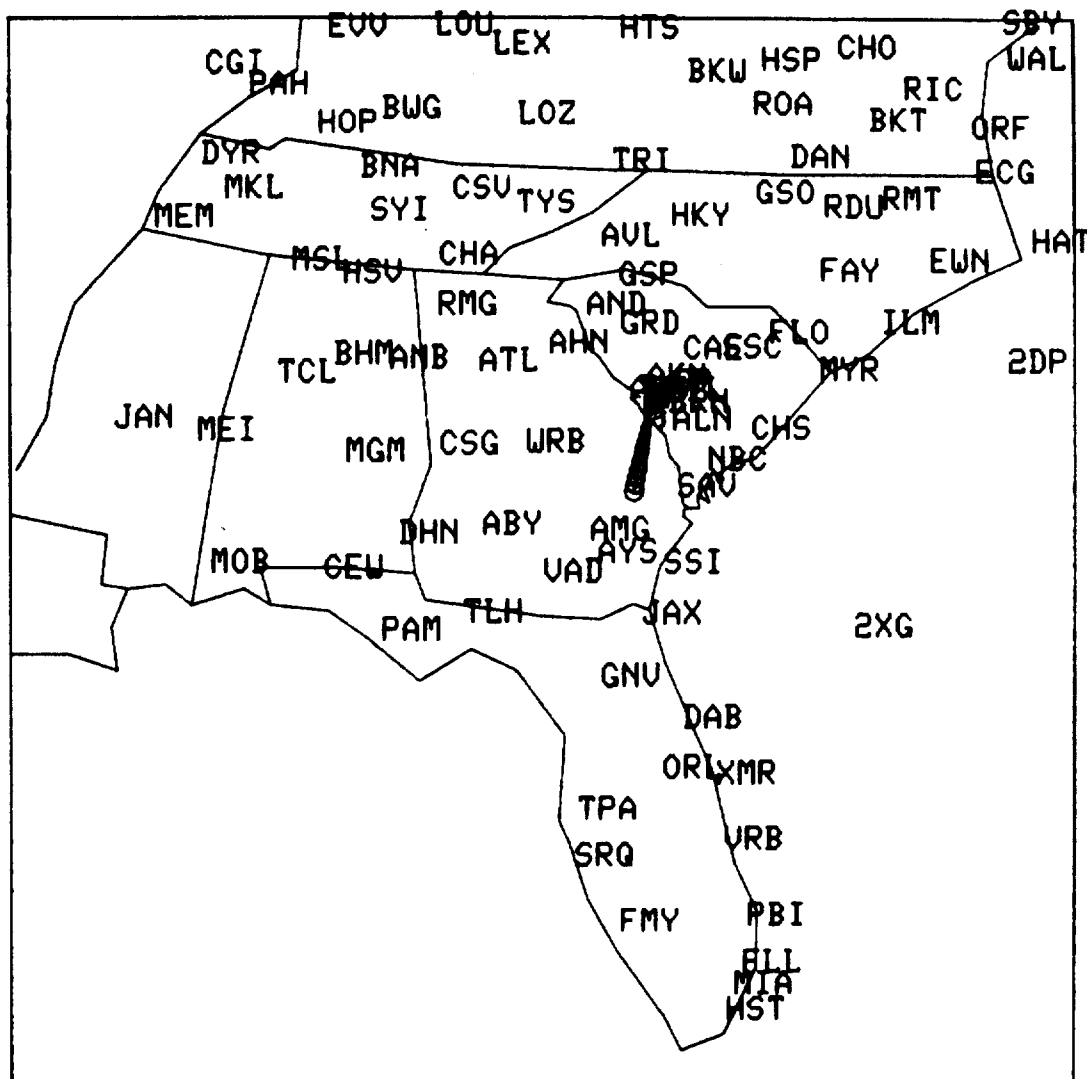 EVV LOU LEX HTS SBY
CGI PAH BKW HSP CHO WAL
HOP BWG LOZ ROA BKT RIC ORF
DYR BNA TRI DAN ECG
MKL CSV TYS GSO RDU RMT
MEM SYI AVL HKY HAT
MSL HSV CHA GSP FAY EWN
RMG AND GRD FLO ILM
TCL BHM ANB ATL AHN CAE MYR 2DP
JAN MEI MGM CSG WRB ALN CHS
NBC SAV
DHN ABY AMG
MOB VAD AYS SSI
PAM TLH JAX 2XG
GNV
DAB
ORL XMR
TPA
VRB
SRQ
FMY PBI
MIA
HST